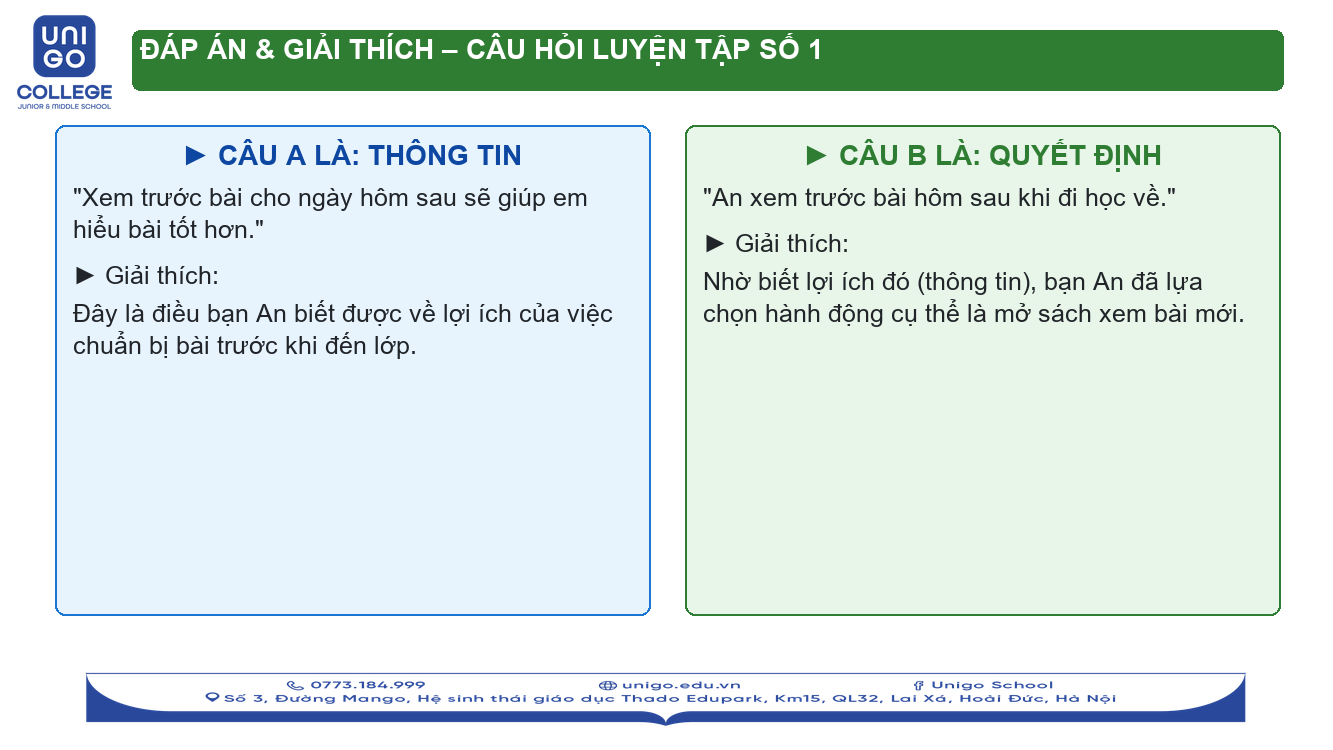 UNI
GO
COLLEGE
JUNIOR & MIDDLE SCHOOL
ĐÁP ÁN & GIẢI THÍCH – CÂU HỎI LUYỆN TẬP SỐ 1
► CÂU A LÀ: THÔNG TIN
"Xem trước bài cho ngày hôm sau sẽ giúp em
hiểu bài tốt hơn."
► Giải thích:
Đây là điều bạn An biết được về lợi ích của việc
chuẩn bị bài trước khi đến lớp.
► CÂU B LÀ: QUYẾT ĐỊNH
"An xem trước bài hôm sau khi đi học về."
► Giải thích:
Nhờ biết lợi ích đó (thông tin), bạn An đã lựa
chọn hành động cụ thể là mở sách xem bài mới.
0773.184.999 unigo.edu.vn Unigo School
Số 3, Đường Mango, Hệ sinh thái giáo dục Thado Edupark, Km15, QL32, Lai Xá, Hoài Đức, Hà Nội